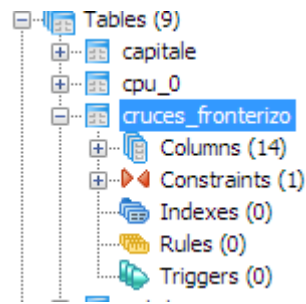 Tables (9)
capitale
cpu_0
cruces_fronterizo
Columns (14)
Constraints (1)
Indexes (0)
Rules (0)
Triggers (0)